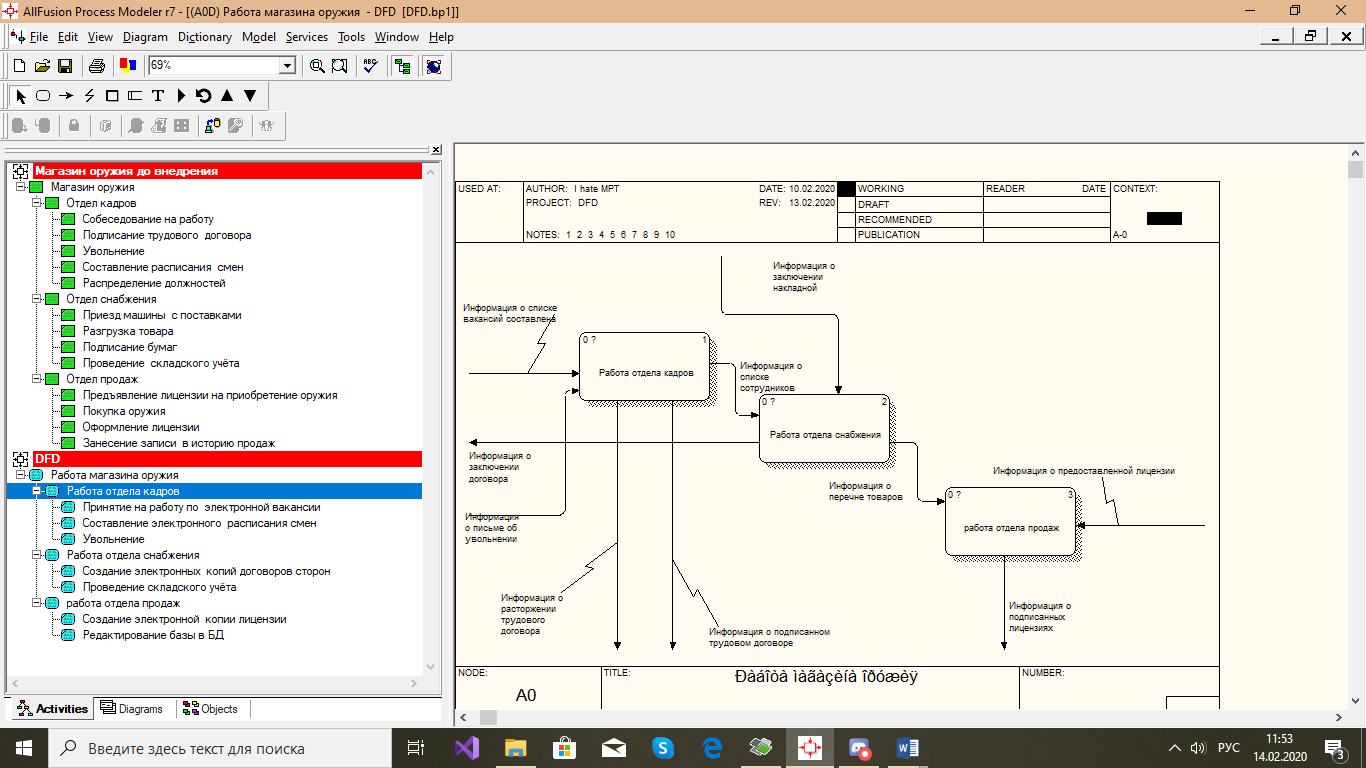 AllFusion Process Modeler r7 - [(A0D) Работа магазина оружия - DFD [DFD.bp1]]
File Edit View Diagram Dictionary Model Services Tools Window Help
69%
ABC
T
Магазин оружия до внедрения
Магазин оружия
Отдел кадров
Собеседование на работу
Подписание трудового договора
Увольнение
Составление расписания смен
Распределение должностей
Отдел снабжения
Приезд машины с поставками
Разгрузка товара
Подписание бумаг
Проведение складского учёта
Отдел продаж
Предъявление лицензии на приобретение оружия
Покупка оружия
Оформление лицензии
Занесение записи в историю продаж
DFD
Работа магазина оружия
Работа отдела кадров
Принятие на работу по электронной вакансии
Составление электронного расписания смен
Увольнение
Работа отдела снабжения
Создание электронных копий договоров сторон
Проведение складского учёта
работа отдела продаж
Создание электронной копии лицензии
Редактирование базы в БД
Activities Diagrams Objects
USED AT: AUTHOR: I hate MPT DATE: 10.02.2020 WORKING READER DATE CONTEXT:
PROJECT: DFD REV: 13.02.2020 DRAFT
RECOMMENDED
NOTES: 1 2 3 4 5 6 7 8 9 10 PUBLICATION A-0
Информация о
заключении
накладной
Информация о списке
вакансий составлена
0 ? 1
Работа отдела кадров
Информация о
списке
сотрудников
0 ? 2
Работа отдела снабжения
Информация о
заключении
договора
Информация о
перечне товаров
Информация о предоставленной лицензии
0 ? 3
работа отдела продаж
Информация
о письме об
увольнении
Информация о
расторжении
трудового
договора
Информация о подписанном
трудовом договоре
Информация о
подписанных
лицензиях
NODE: TITLE: Ðàáîòà ìàãàçèíà îðóæèÿ NUMBER:
A0
Введите здесь текст для поиска
РУС
11:53
14.02.2020
3